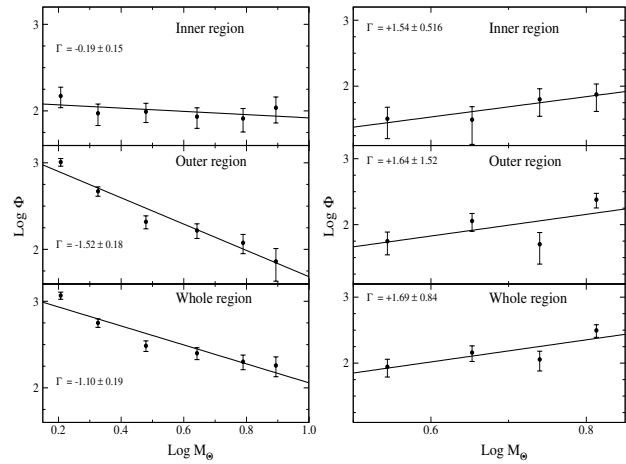 3
Inner region
Γ = -0.19 ± 0.15
2
3
Outer region
Log Φ
2
Γ = -1.52 ± 0.18
3
Whole region
2
Γ = -1.10 ± 0.19
0.2 0.4 0.6 0.8 1.0
Log M⊙
3
Γ = +1.54 ± 0.516
Inner region
2
3
Γ = +1.64 ± 1.52
Outer region
Log Φ
2
3
Γ = +1.69 ± 0.84
Whole region
2
0.6 0.8
Log M⊙